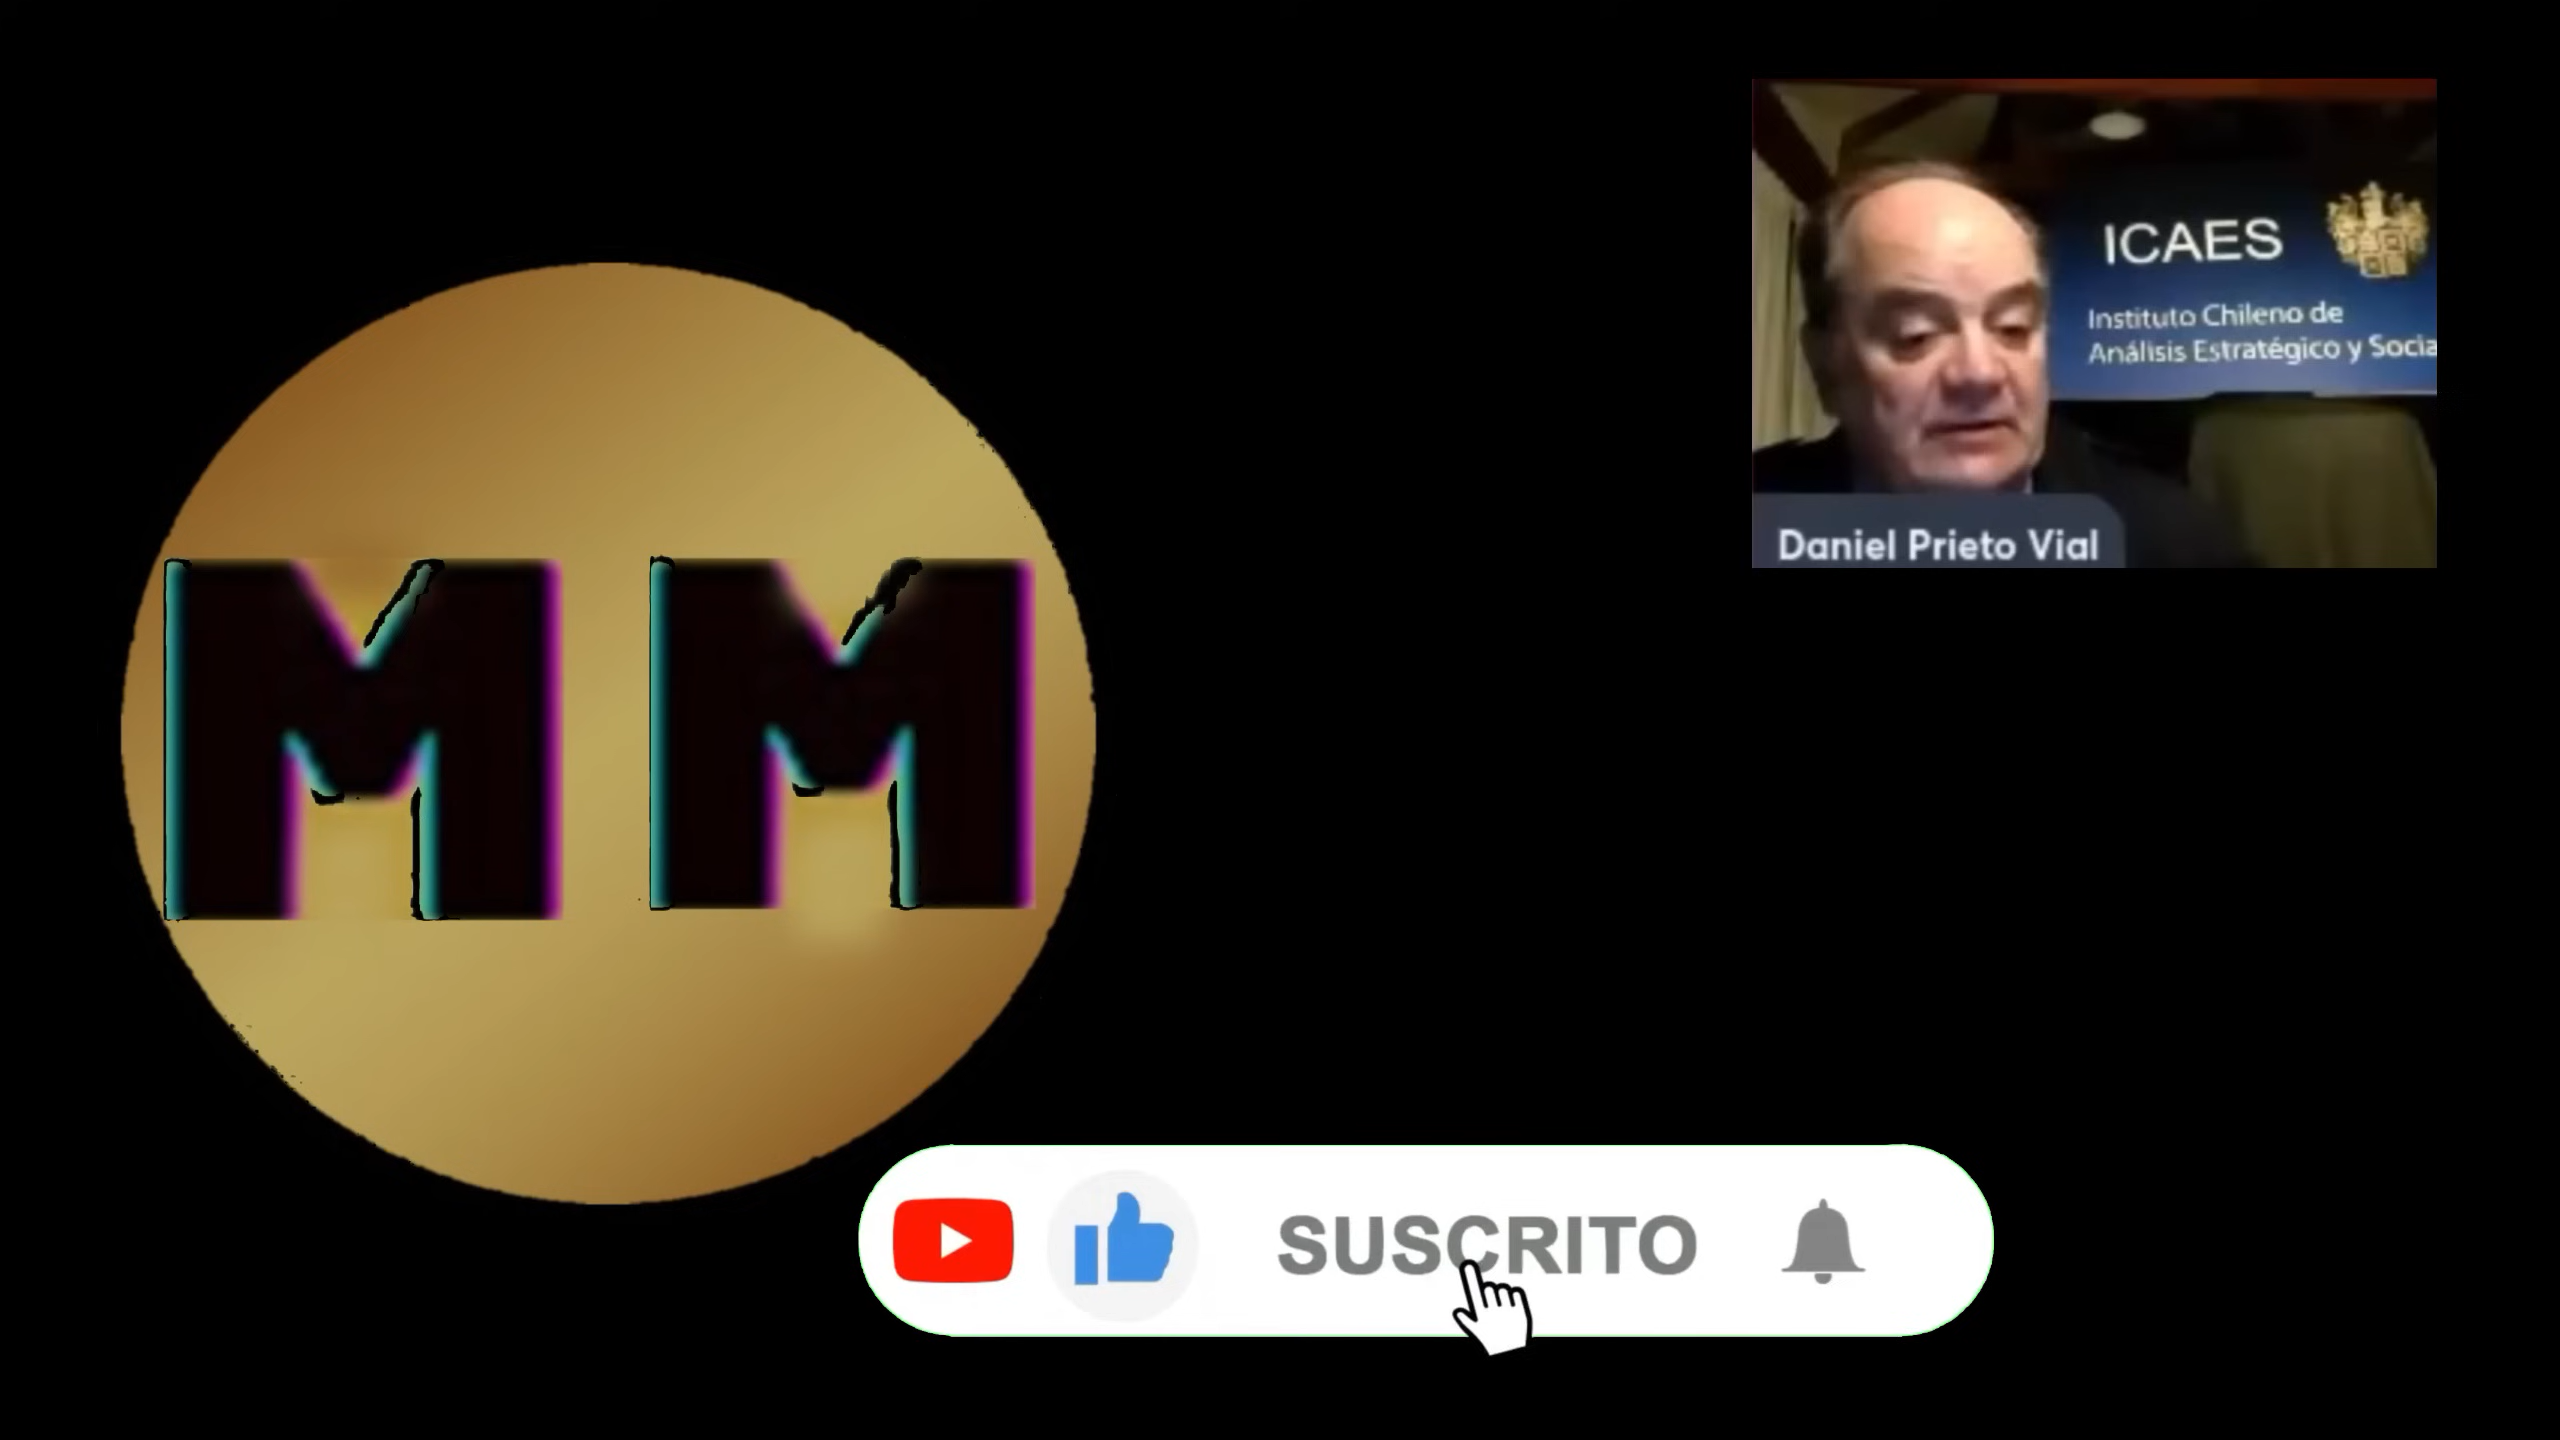 ICAES
Instituto Chileno de
Análisis Estratégico y Socia
Daniel Prieto Vial
MM
SUSCRITO